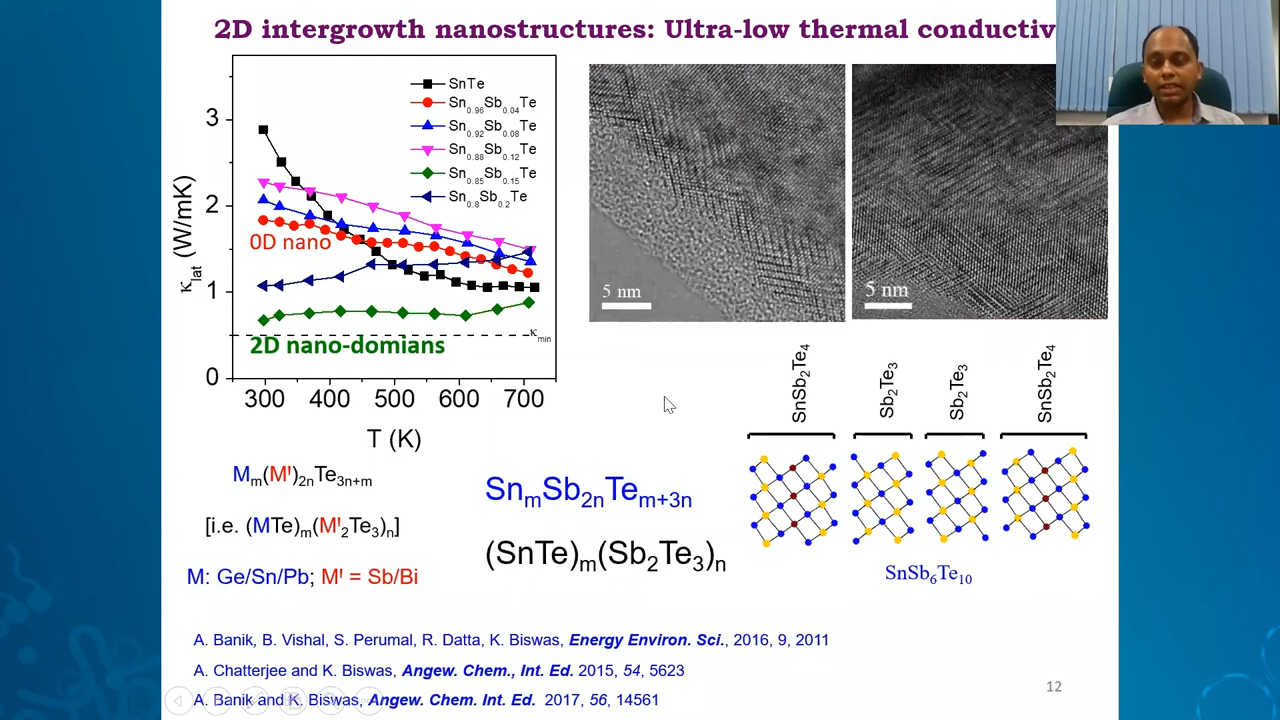 2D intergrowth nanostructures: Ultra-low thermal conductiv
SnTe
Sn0.96Sb0.04Te
Sn0.92Sb0.08Te
Sn0.88Sb0.12Te
Sn0.85Sb0.15Te
Sn0.8Sb0.2Te
3
2
1
0
κlat (W/mK)
0D nano
κmin
2D nano-domians
300 400 500 600 700
T (K)
5 nm
5 nm
SnSb2Te4
Sb2Te3
Sb2Te3
SnSb2Te4
Mm(M')2nTe3n+m
[i.e. (MTe)m(M'2Te3)n]
M: Ge/Sn/Pb; M' = Sb/Bi
SnmSb2nTem+3n
(SnTe)m(Sb2Te3)n
SnSb6Te10
A. Banik, B. Vishal, S. Perumal, R. Datta, K. Biswas, Energy Environ. Sci., 2016, 9, 2011
A. Chatterjee and K. Biswas, Angew. Chem., Int. Ed. 2015, 54, 5623
A. Banik and K. Biswas, Angew. Chem. Int. Ed. 2017, 56, 14561
12